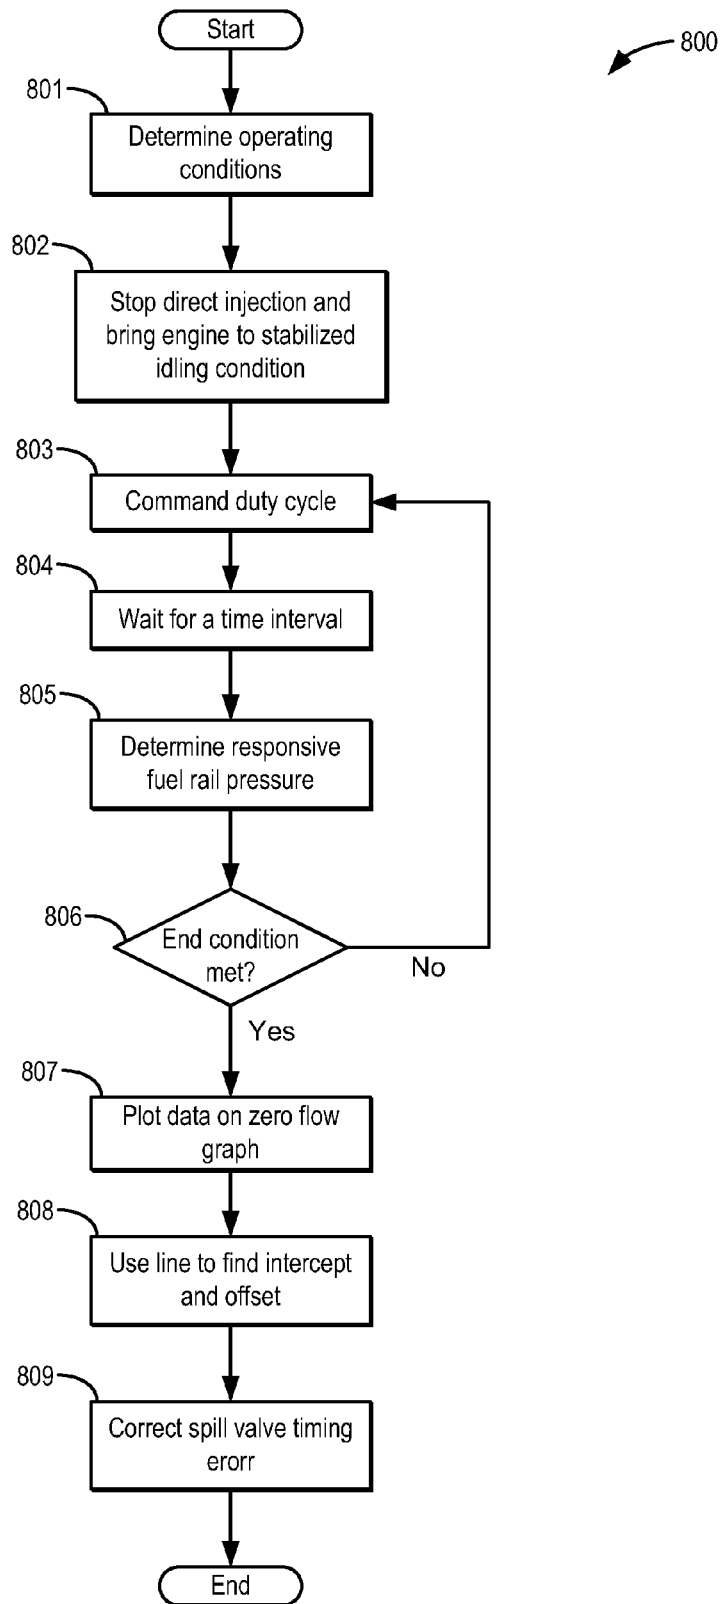 Start
800
801
Determine operating
conditions
802
Stop direct injection and
bring engine to stabilized
idling condition
803
Command duty cycle
804
Wait for a time interval
805
Determine responsive
fuel rail pressure
806
End condition
met?
No
Yes
807
Plot data on zero flow
graph
808
Use line to find intercept
and offset
809
Correct spill valve timing
erorr
End